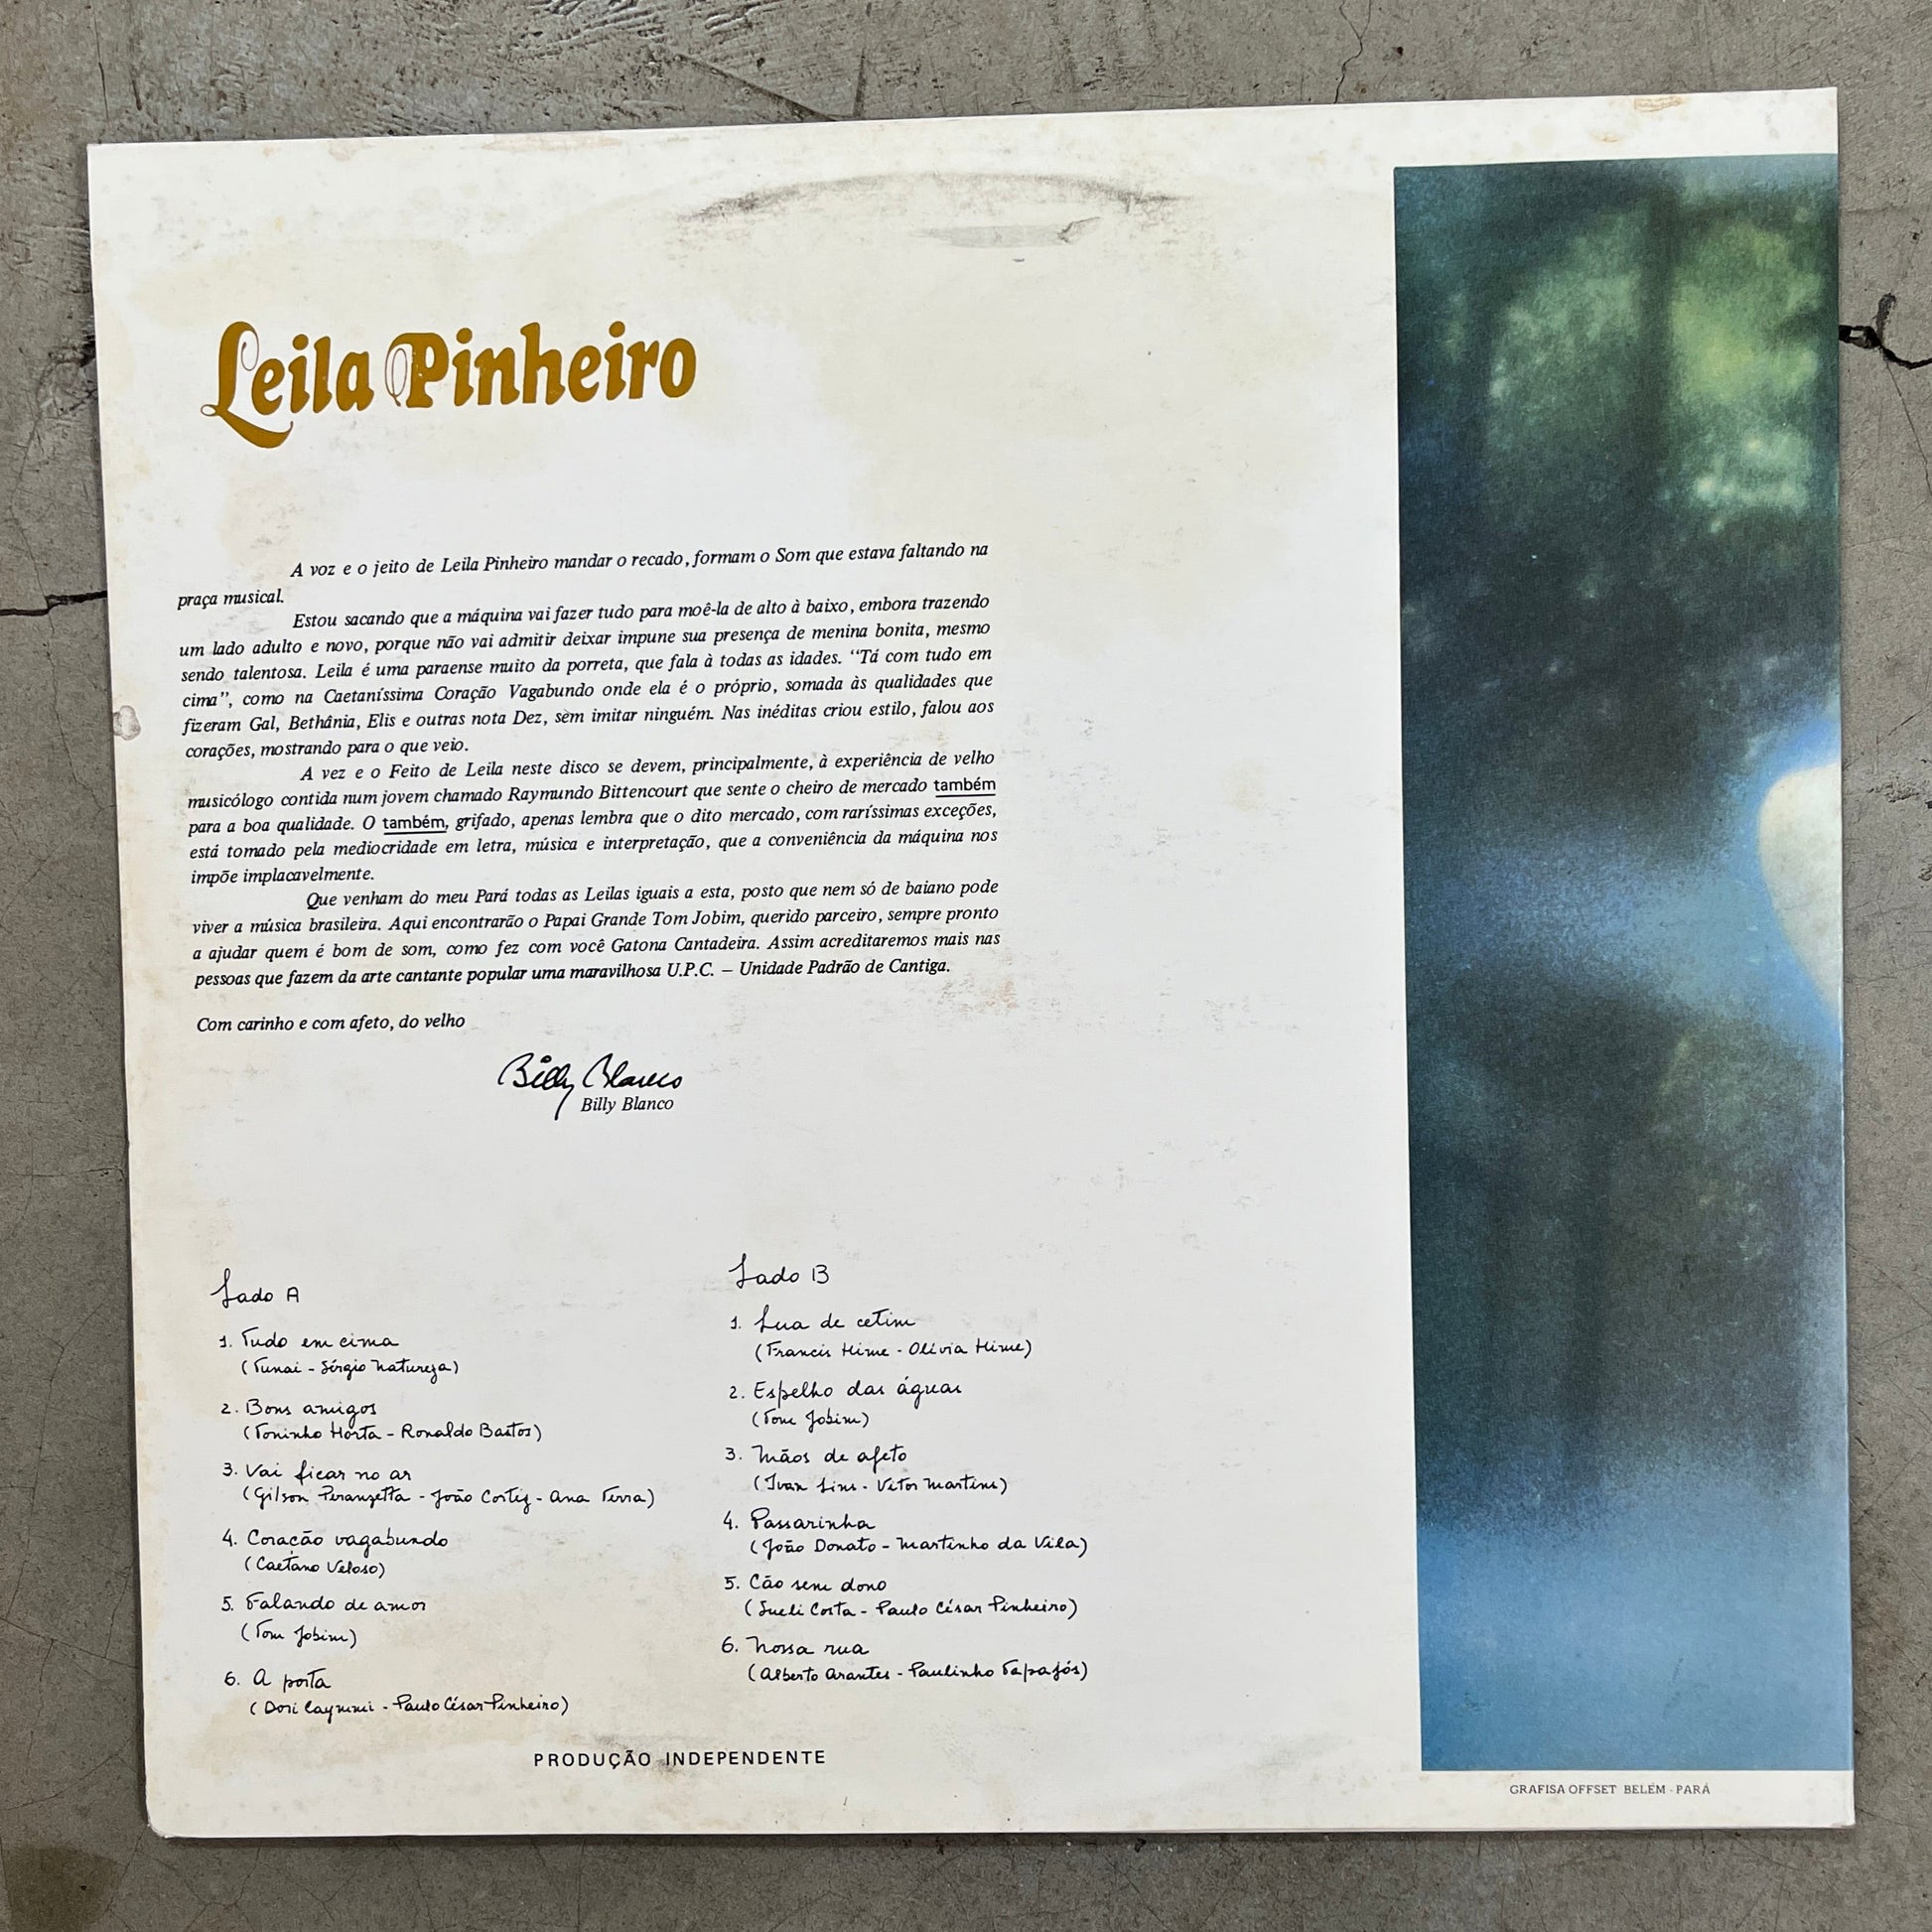 Leila Pinheiro
A voz e o jeito de Leila Pinheiro mandar o recado, formam o Som que estava faltando na
praça musical.
Estou sacando que a máquina vai fazer tudo para moê-la de alto à baixo, embora trazendo
um lado adulto e novo, porque não vai admitir deixar impune sua presença de menina bonita, mesmo
sendo talentosa. Leila é uma paraense muito da porreta, que fala à todas as idades. “Tá com tudo em
cima”, como na Caetaníssima Coração Vagabundo onde ela é o próprio, somada às qualidades que
fizeram Gal, Bethânia, Elis e outras nota Dez, sem imitar ninguém. Nas inéditas criou estilo, falou aos
corações, mostrando para o que veio.
A vez e o Feito de Leila neste disco se devem, principalmente, à experiência de velho
musicólogo contida num jovem chamado Raymundo Bittencourt que sente o cheiro de mercado também
para a boa qualidade. O também, grifado, apenas lembra que o dito mercado, com raríssimas exceções,
está tomado pela mediocridade em letra, música e interpretação, que a conveniência da máquina nos
impõe implacavelmente.
Que venham do meu Pará todas as Leilas iguais a esta, posto que nem só de baiano pode
viver a música brasileira. Aqui encontrarão o Papai Grande Tom Jobim, querido parceiro, sempre pronto
a ajudar quem é bom de som, como fez com você Gatona Cantadeira. Assim acreditaremos mais nas
pessoas que fazem da arte cantante popular uma maravilhosa U.P.C. – Unidade Padrão de Cantiga.
Com carinho e com afeto, do velho
Billy Blanco
Billy Blanco
Lado A
1. Tudo em cima
(Tunai - Sérgio Natureza)
2. Bons amigos
(Toninho Horta - Ronaldo Bastos)
3. Vai ficar no ar
(Gilson Peranzetta - João Cortez - Ana Terra)
4. Coração vagabundo
(Caetano Veloso)
5. Falando de amor
(Tom Jobim)
6. A porta
(Dori Caymmi - Paulo César Pinheiro)
Lado B
1. Lua de cetim
(Francis Hime - Olívia Hime)
2. Espelho das águas
(Tom Jobim)
3. Mãos de afeto
(Ivan Lins - Vitor Martins)
4. Passarinha
(João Donato - Martinho da Vila)
5. Cão sem dono
(Sueli Costa - Paulo César Pinheiro)
6. Nossa rua
(Alberto Arantes - Paulinho Tapajós)
PRODUÇÃO INDEPENDENTE
GRAFISA OFFSET BELÉM - PARÁ